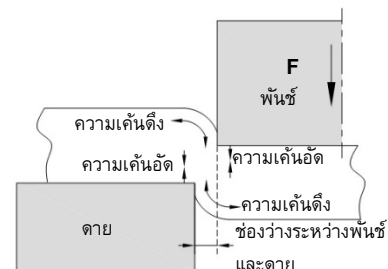 F
พันช์
ความเค้นดึง
ความเค้นอัด
ความเค้นอัด
ความเค้นดึง
ดาย
ช่องว่างระหว่างพันช์
และดาย